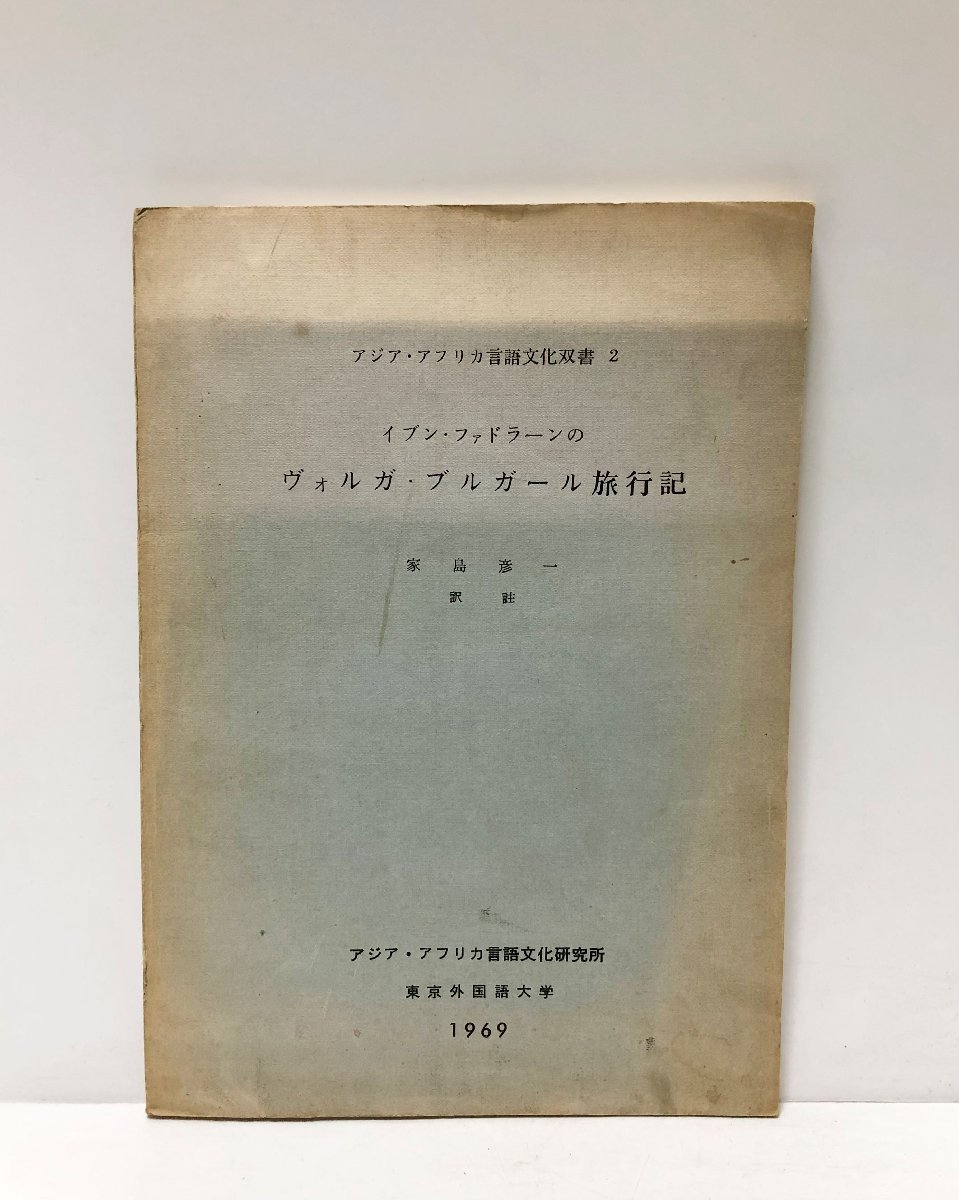 アジア・アフリカ言語文化双書 2
イブン・ファドラーンの
ヴォルガ・ブルガール旅行記
家島彦一
訳註
アジア・アフリカ言語文化研究所
東京外国語大学
1969